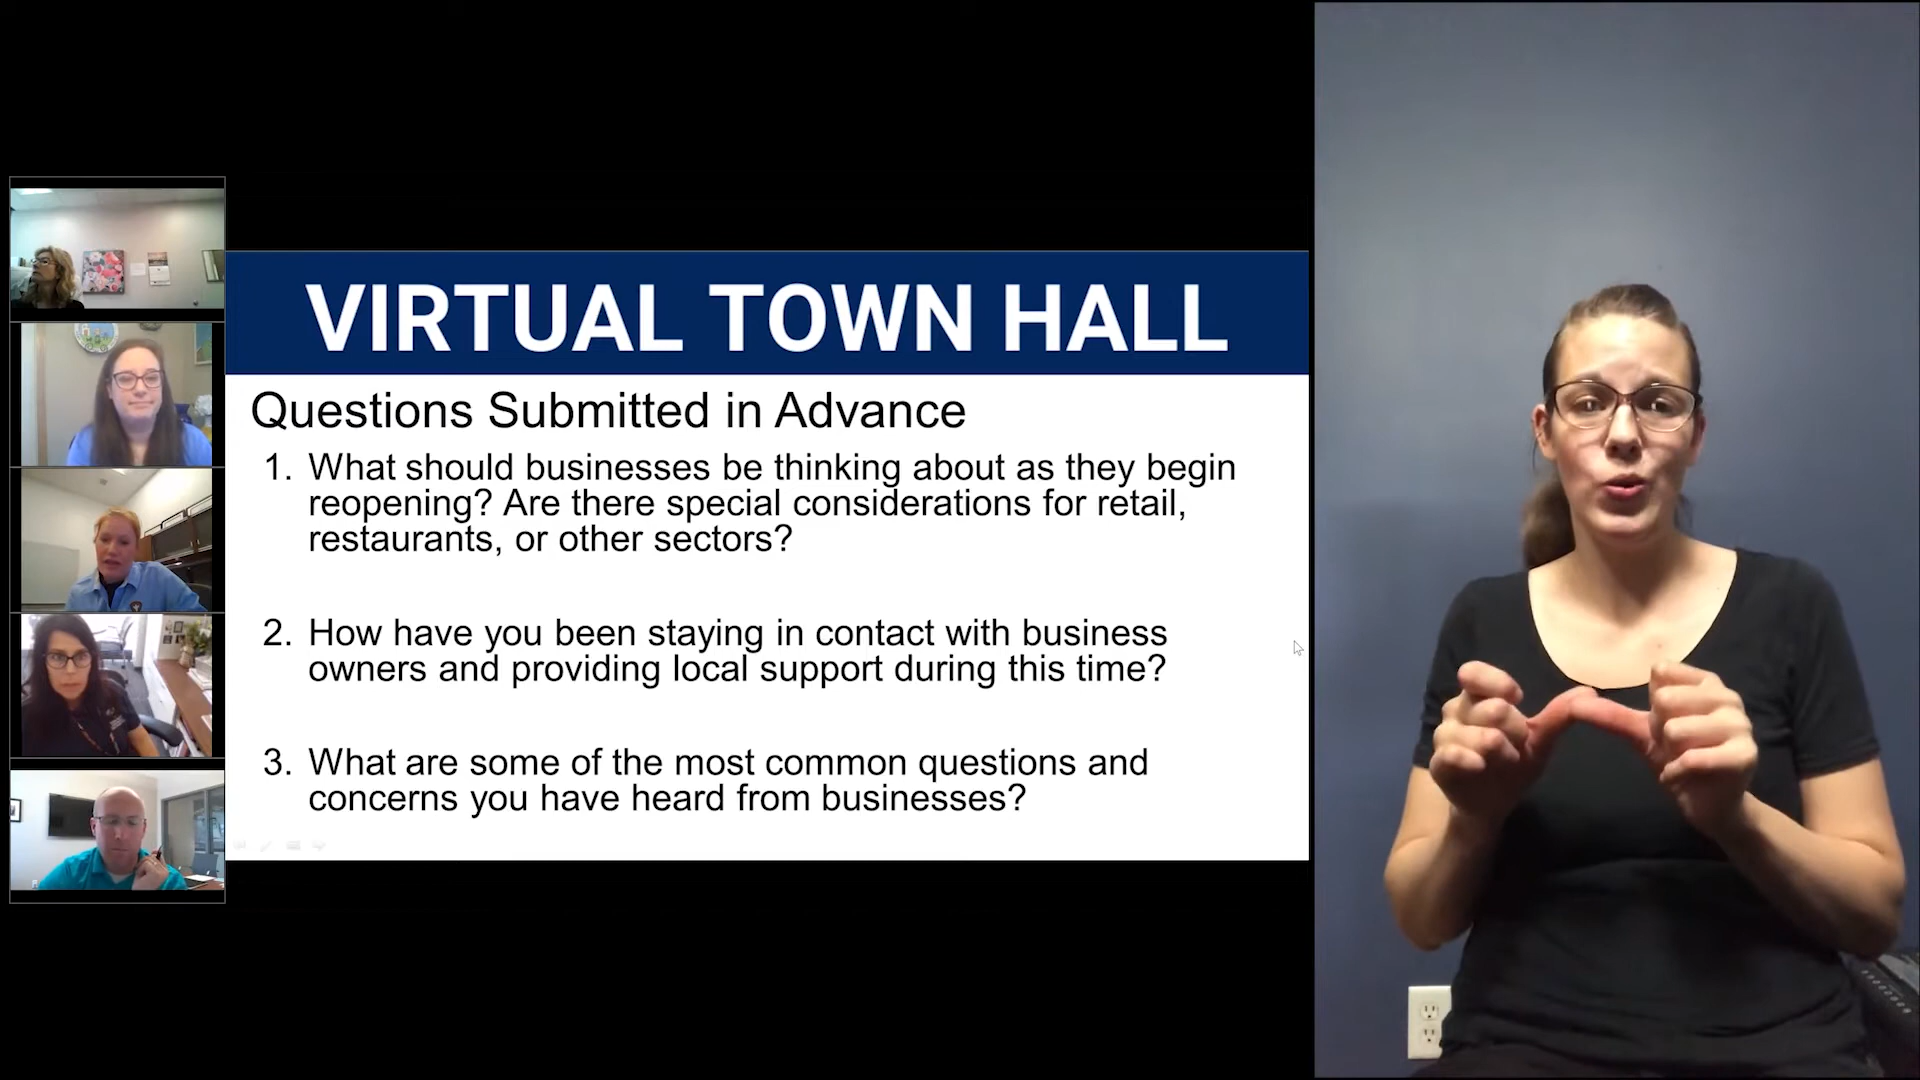 VIRTUAL TOWN HALL
Questions Submitted in Advance
1. What should businesses be thinking about as they begin
reopening? Are there special considerations for retail,
restaurants, or other sectors?
2. How have you been staying in contact with business
owners and providing local support during this time?
3. What are some of the most common questions and
concerns you have heard from businesses?